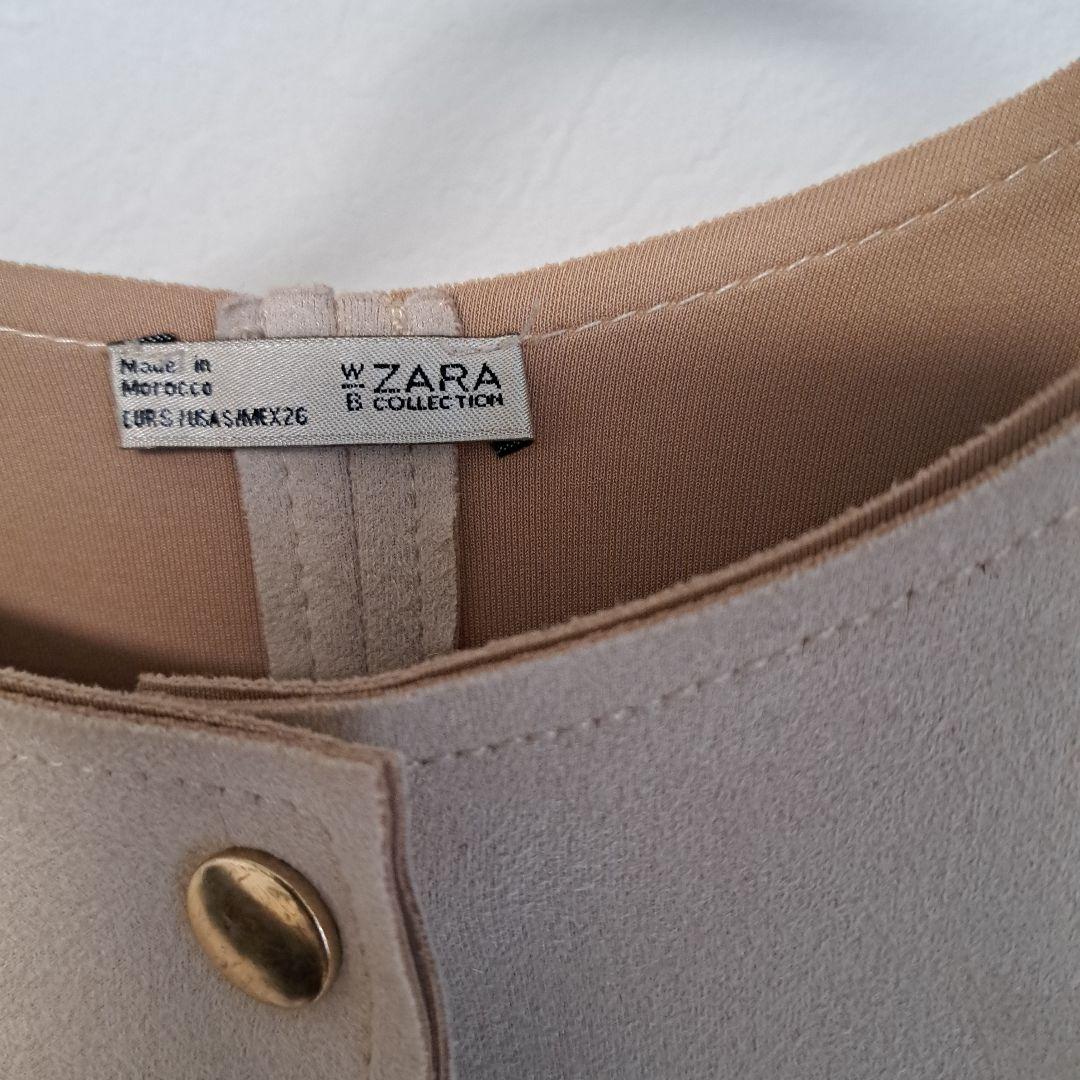 Made in
Morocco
EUR S / USA S / MEX 26
W
B
ZARA
COLLECTION